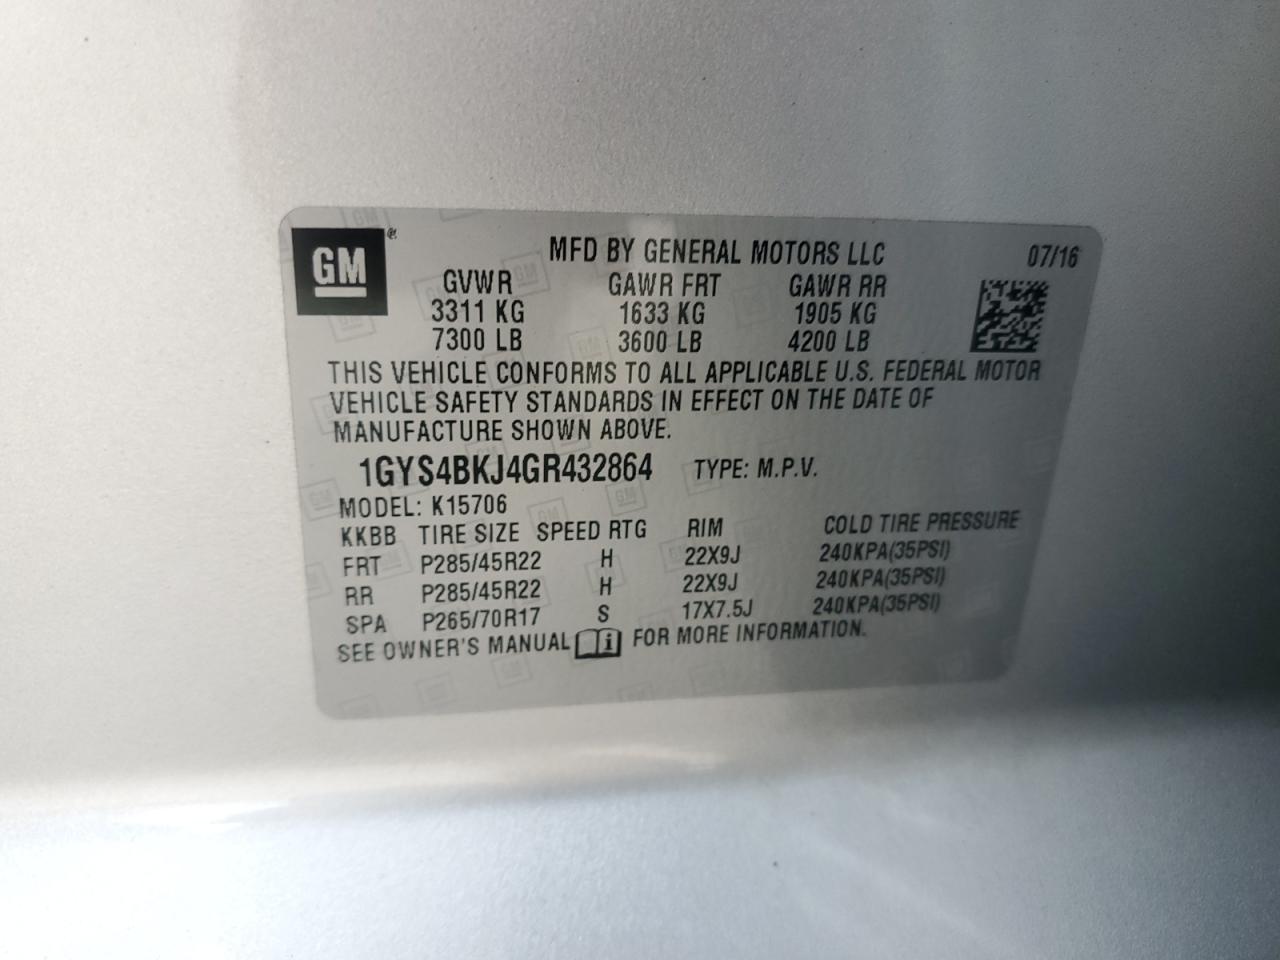 GM ®
MFD BY GENERAL MOTORS LLC 07/16
GVWR GAWR FRT GAWR RR
3311 KG 1633 KG 1905 KG
7300 LB 3600 LB 4200 LB
THIS VEHICLE CONFORMS TO ALL APPLICABLE U.S. FEDERAL MOTOR
VEHICLE SAFETY STANDARDS IN EFFECT ON THE DATE OF
MANUFACTURE SHOWN ABOVE.
1GYS4BKJ4GR432864 TYPE: M.P.V.
MODEL: K15706
KKBB TIRE SIZE SPEED RTG RIM COLD TIRE PRESSURE
FRT P285/45R22 H 22X9J 240KPA(35PSI)
RR P285/45R22 H 22X9J 240KPA(35PSI)
SPA P265/70R17 S 17X7.5J 240KPA(35PSI)
SEE OWNER'S MANUAL i FOR MORE INFORMATION.